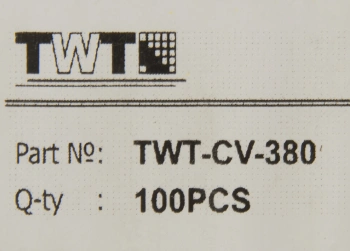 TWT
Part №: TWT-CV-380
Q-ty : 100PCS